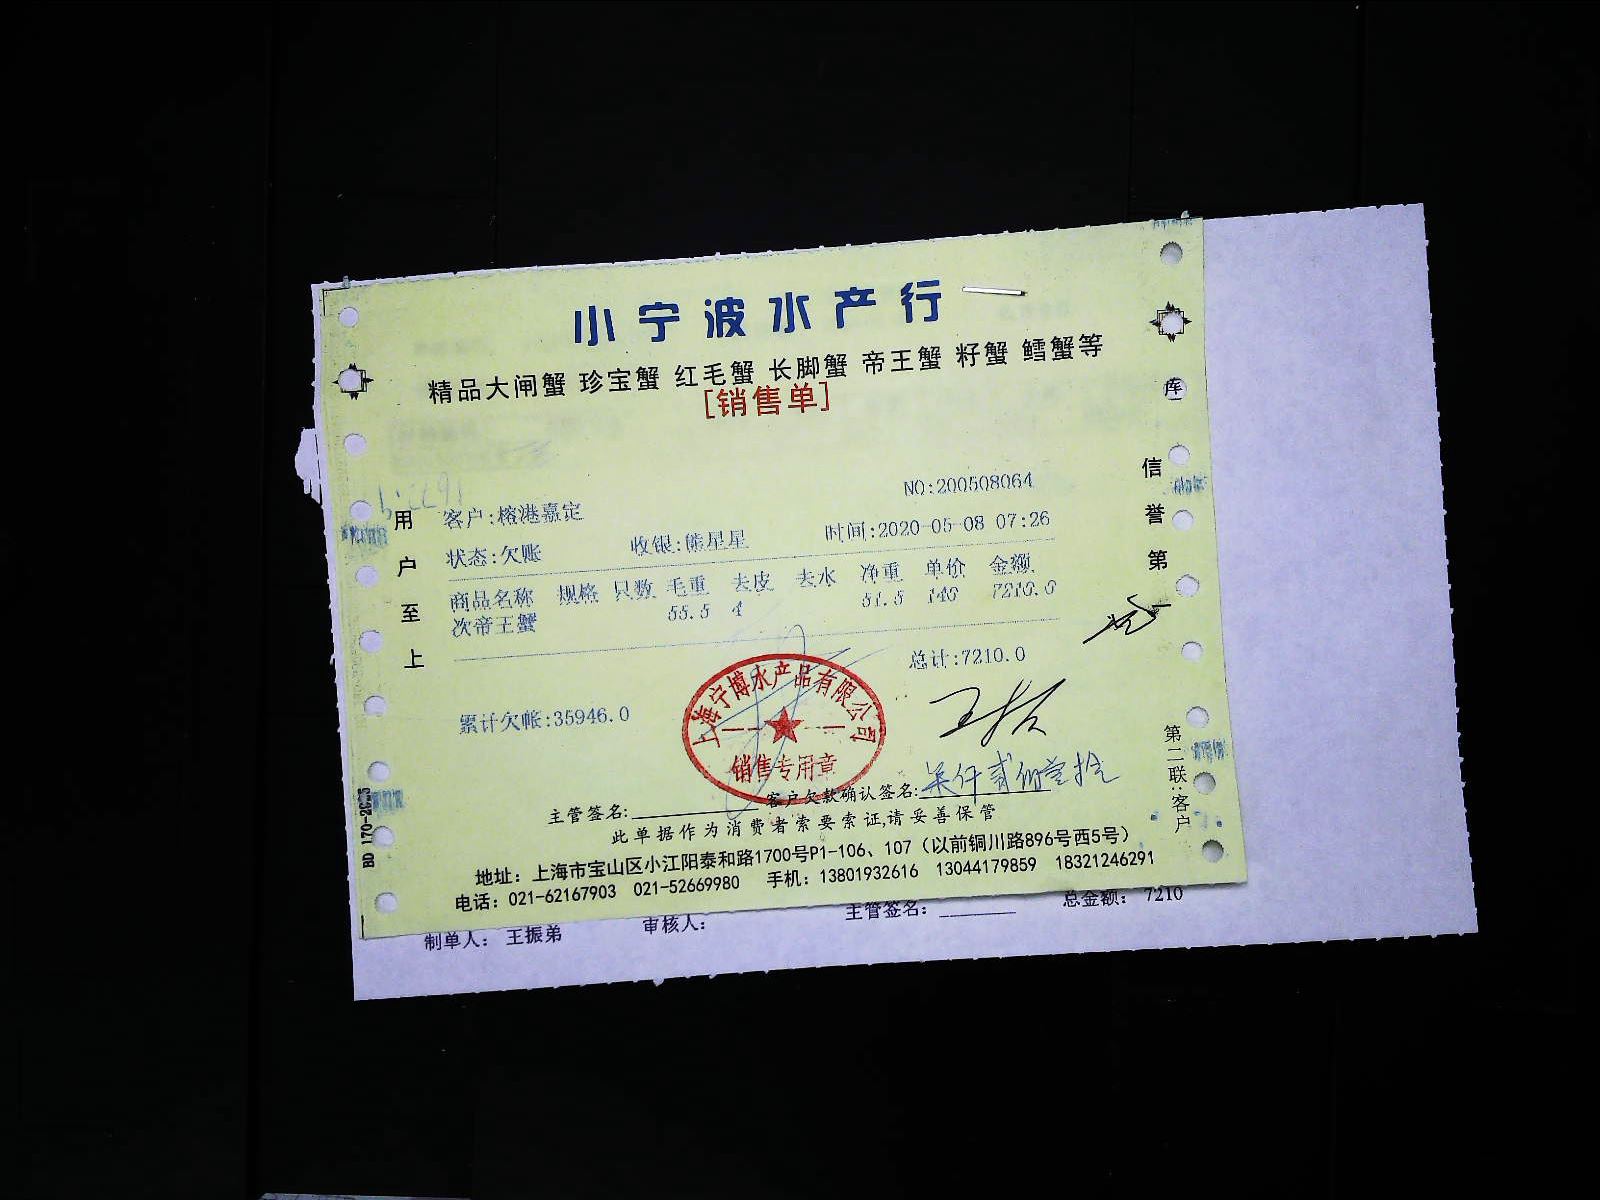 小宁波水产行
精品大闸蟹 珍宝蟹 红毛蟹 长脚蟹 帝王蟹 籽蟹 鳕蟹等
[销售单]
NO:200508064
客户:榕港嘉定
状态:欠账 收银:熊星星 时间:2020-05-08 07:26
商品名称 规格 只数 毛重 去皮 去水 净重 单价 金额
次帝王蟹 55.5 4 51.5 140 7210.0
总计:7210.0
累计欠帐:35946.0
上海宁博水产品有限公司
销售专用章
柒仟贰佰壹拾元
主管签名: 客户欠款确认签名:
此单据作为消费者索要索证,请妥善保管
地址：上海市宝山区小江阳泰和路1700号P1-106、107（以前铜川路896号西5号）
电话：021-62167903 021-52669980 手机：13801932616 13044179859 18321246291
用户至上
信誉第
库
第二联:客户
制单人： 王振弟 审核人： 主管签名： 总金额： 7210